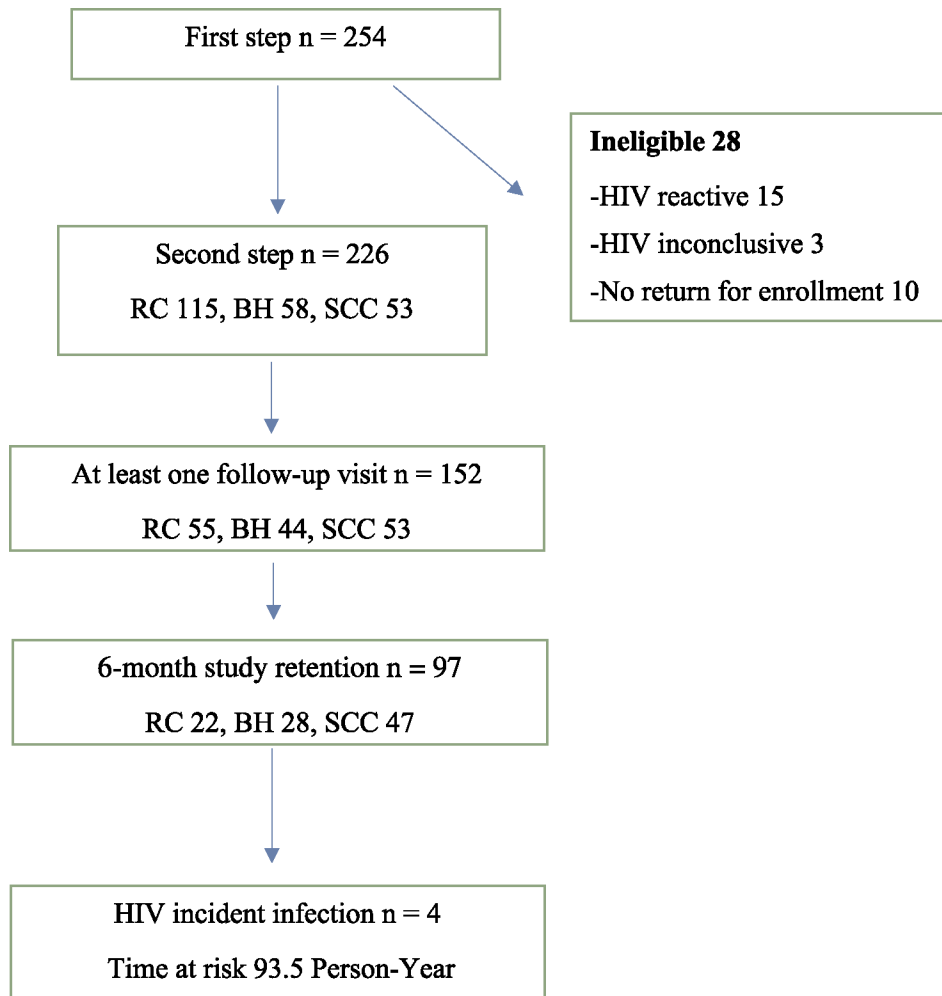 First step n = 254
Ineligible 28
-HIV reactive 15
-HIV inconclusive 3
-No return for enrollment 10
Second step n = 226
RC 115, BH 58, SCC 53
At least one follow-up visit n = 152
RC 55, BH 44, SCC 53
6-month study retention n = 97
RC 22, BH 28, SCC 47
HIV incident infection n = 4
Time at risk 93.5 Person-Year